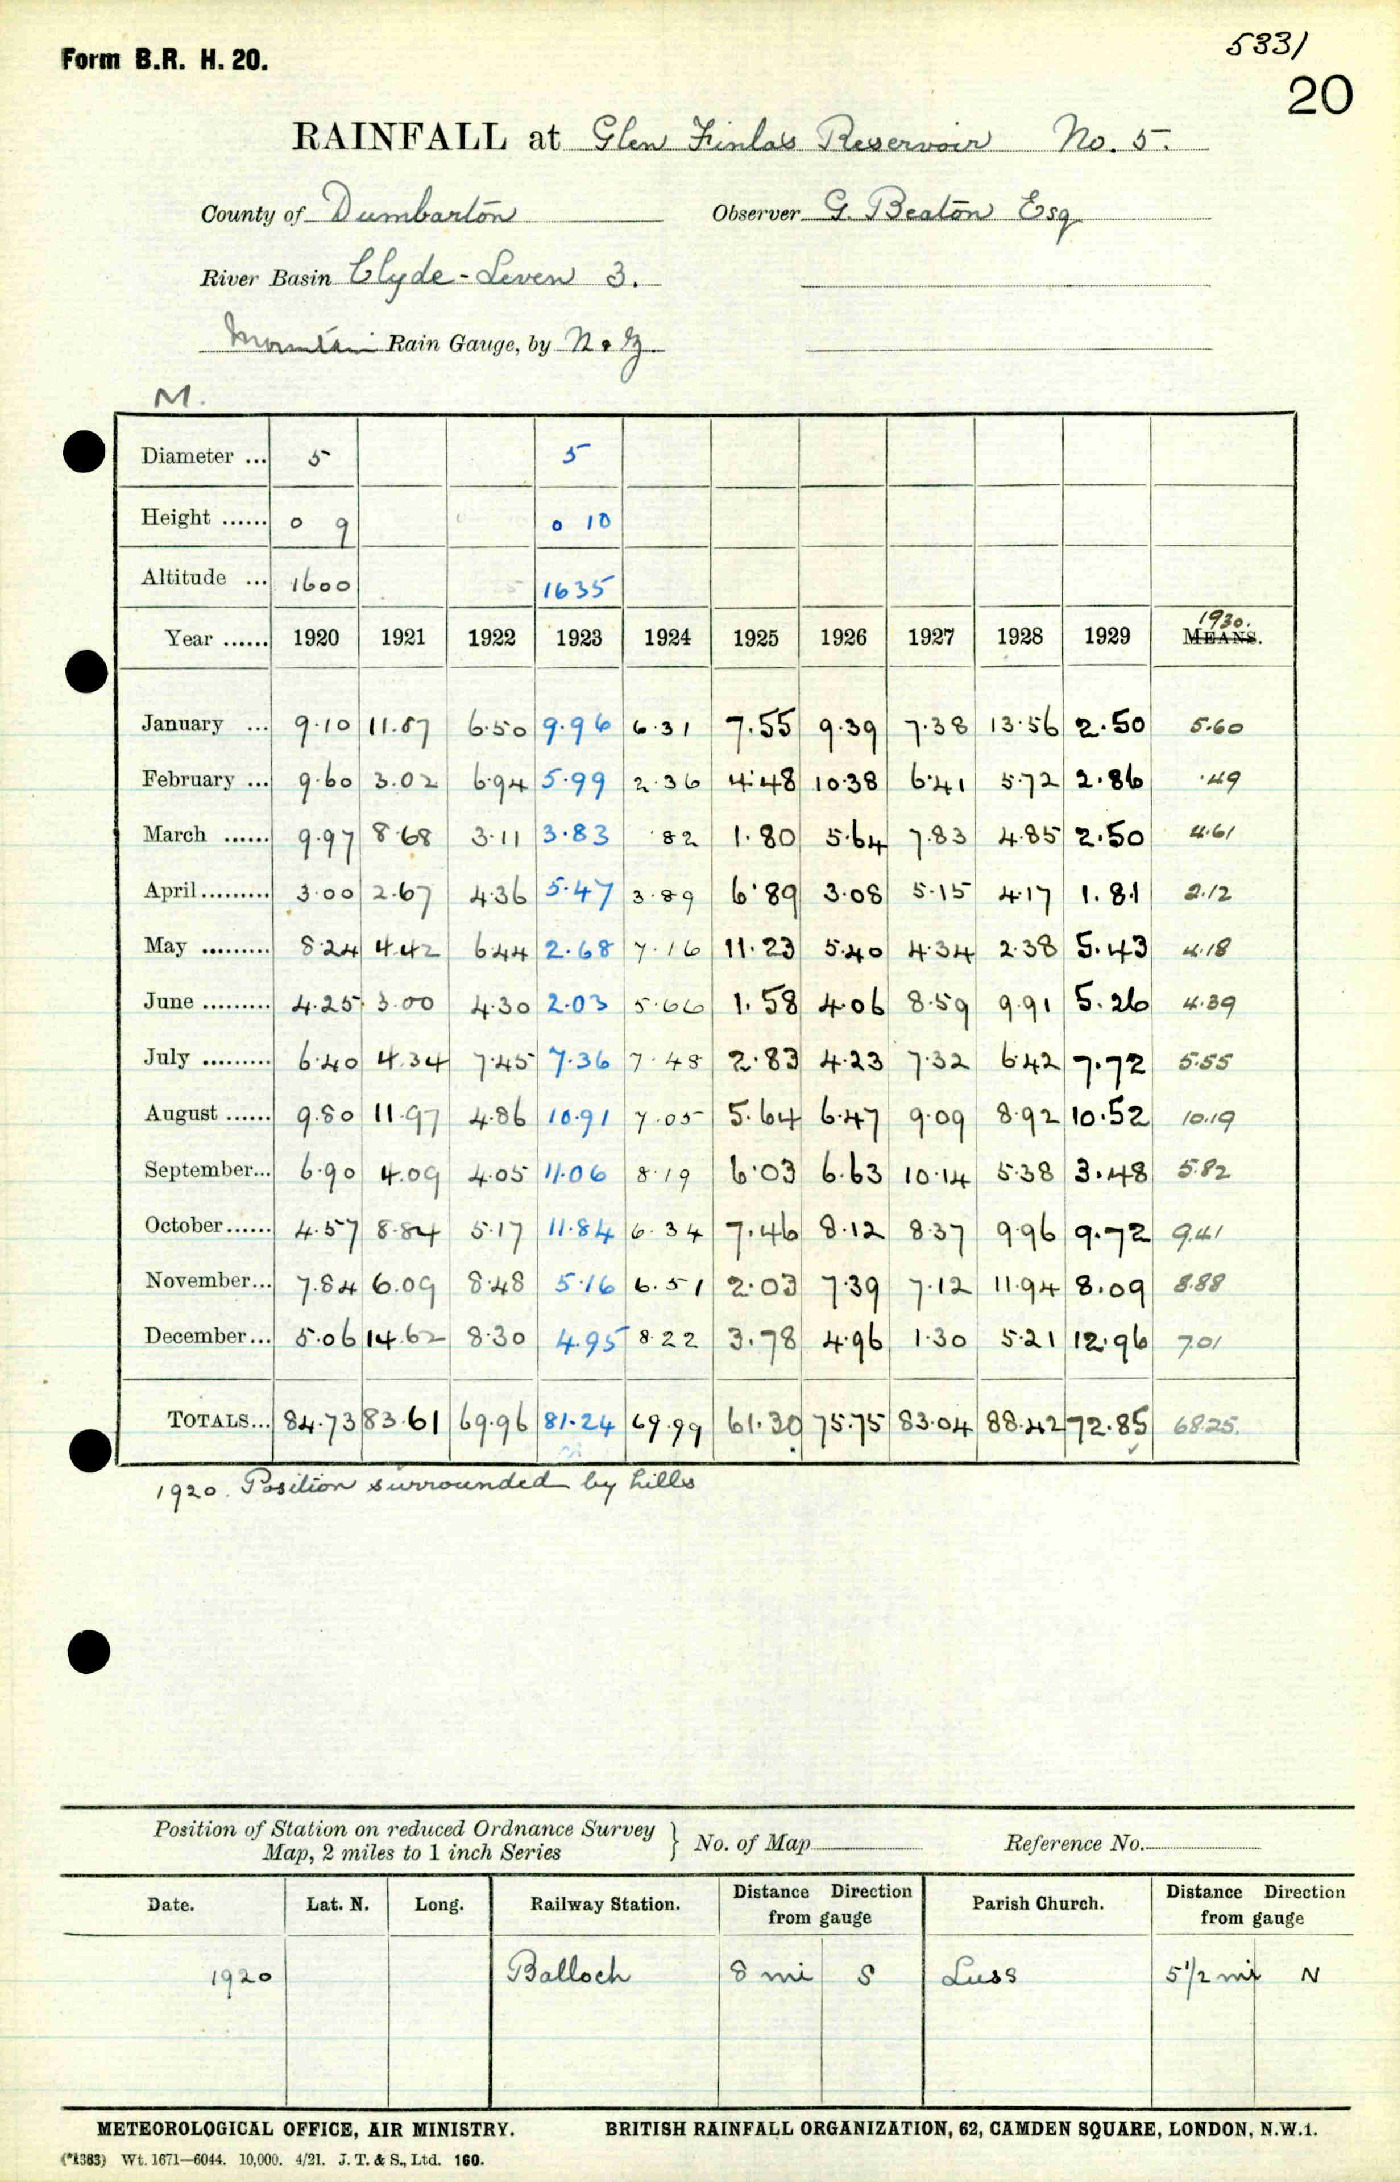 5331
Form B.R. H. 20.
20
RAINFALL at Glen Finlas Reservoir No. 5.
County of Dumbarton Observer G. Beaton Esq
River Basin Clyde - Leven 3.
Mountain Rain Gauge, by N & Z
M.
Diameter ... 5 5
Height ...... 0 9 0 10
Altitude ... 1600 1635
1930.
Year ...... 1920 1921 1922 1923 1924 1925 1926 1927 1928 1929 MEANS.
January ... 9.10 11.87 6.50 9.96 6.31 7.55 9.39 7.38 13.56 2.50 5.60
February ... 9.60 3.02 6.94 5.99 2.36 4.48 10.38 6.41 5.72 2.86 .49
March ...... 9.97 8.68 3.11 3.83 .82 1.80 5.64 7.83 4.85 2.50 4.61
April......... 3.00 2.67 4.36 5.47 3.89 6.89 3.08 5.15 4.17 1.81 2.12
May ......... 8.24 4.42 6.44 2.68 7.16 11.23 5.40 4.34 2.38 5.43 4.18
June ......... 4.25 3.00 4.30 2.03 5.66 1.58 4.06 8.59 9.91 5.26 4.39
July ......... 6.40 4.34 7.45 7.36 7.48 2.83 4.23 7.32 6.42 7.72 5.55
August ...... 9.80 11.97 4.86 10.91 7.05 5.64 6.47 9.09 8.92 10.52 10.19
September... 6.90 4.09 4.05 11.06 8.19 6.03 6.63 10.14 5.38 3.48 5.82
October...... 4.57 8.84 5.17 11.84 6.34 7.46 8.12 8.37 9.96 9.72 9.41
November... 7.84 6.09 8.48 5.16 6.51 2.03 7.39 7.12 11.94 8.09 8.88
December... 5.06 14.62 8.30 4.95 8.22 3.78 4.96 1.30 5.21 12.96 7.01
TOTALS... 84.73 83.61 69.96 81.24 69.99 61.30 75.75 83.04 88.42 72.85 68.25.
1920. Position surrounded by hills
Position of Station on reduced Ordnance Survey
Map, 2 miles to 1 inch Series } No. of Map Reference No.
Date. Lat. N. Long. Railway Station. Distance Direction from gauge Parish Church. Distance Direction from gauge
1920 Balloch 8 mi S Luss 5 1/2 mi N
METEOROLOGICAL OFFICE, AIR MINISTRY. BRITISH RAINFALL ORGANIZATION, 62, CAMDEN SQUARE, LONDON, N.W.1.
(*1383) Wt. 1671—6044. 10,000. 4/21. J. T. & S., Ltd. 160.